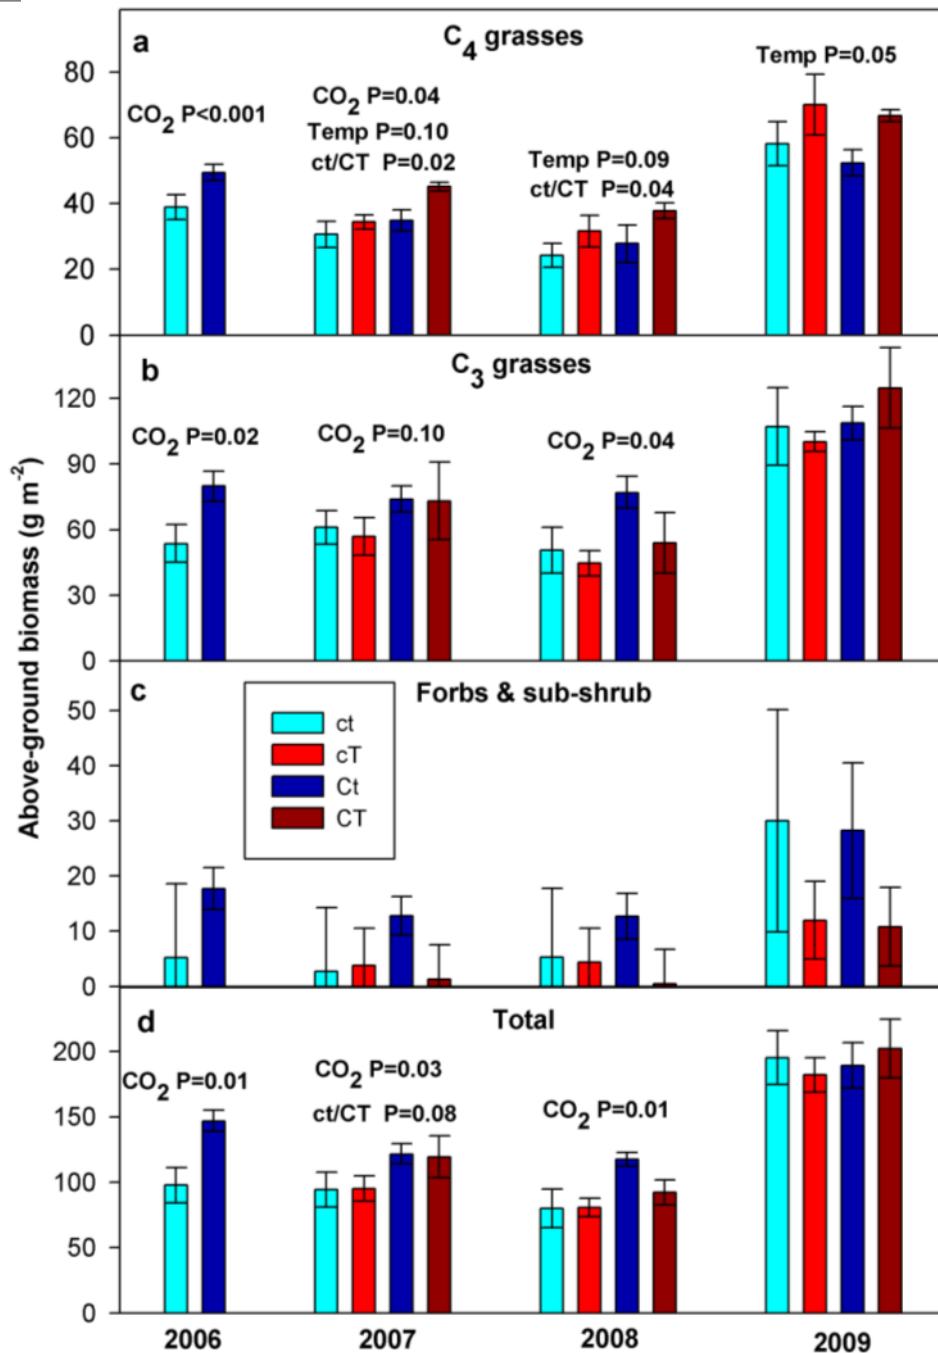 a
C4 grasses
Temp P=0.05
80
CO2 P<0.001
CO2 P=0.04
Temp P=0.10
ct/CT P=0.02
Temp P=0.09
ct/CT P=0.04
60
40
20
0
b
C3 grasses
120
CO2 P=0.02
CO2 P=0.10
CO2 P=0.04
90
60
30
0
Above-ground biomass (g m-2)
c
Forbs & sub-shrub
50
ct
cT
Ct
CT
40
30
20
10
0
d
Total
200
CO2 P=0.01
CO2 P=0.03
ct/CT P=0.08
CO2 P=0.01
150
100
50
0
2006
2007
2008
2009